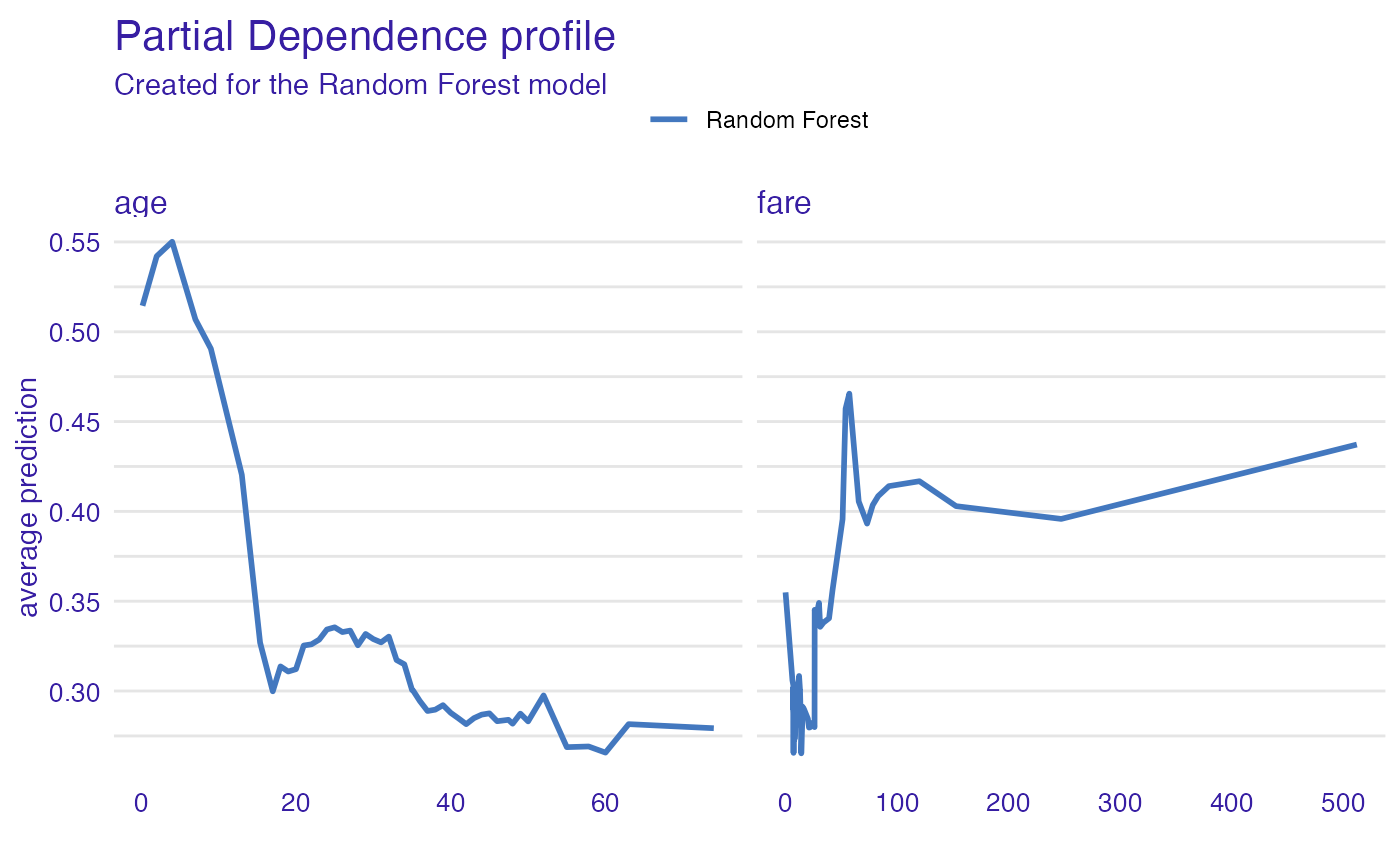 Partial Dependence profile
Created for the Random Forest model
Random Forest
age
fare
average prediction
0.55
0.50
0.45
0.40
0.35
0.30
0 20 40 60
0 100 200 300 400 500